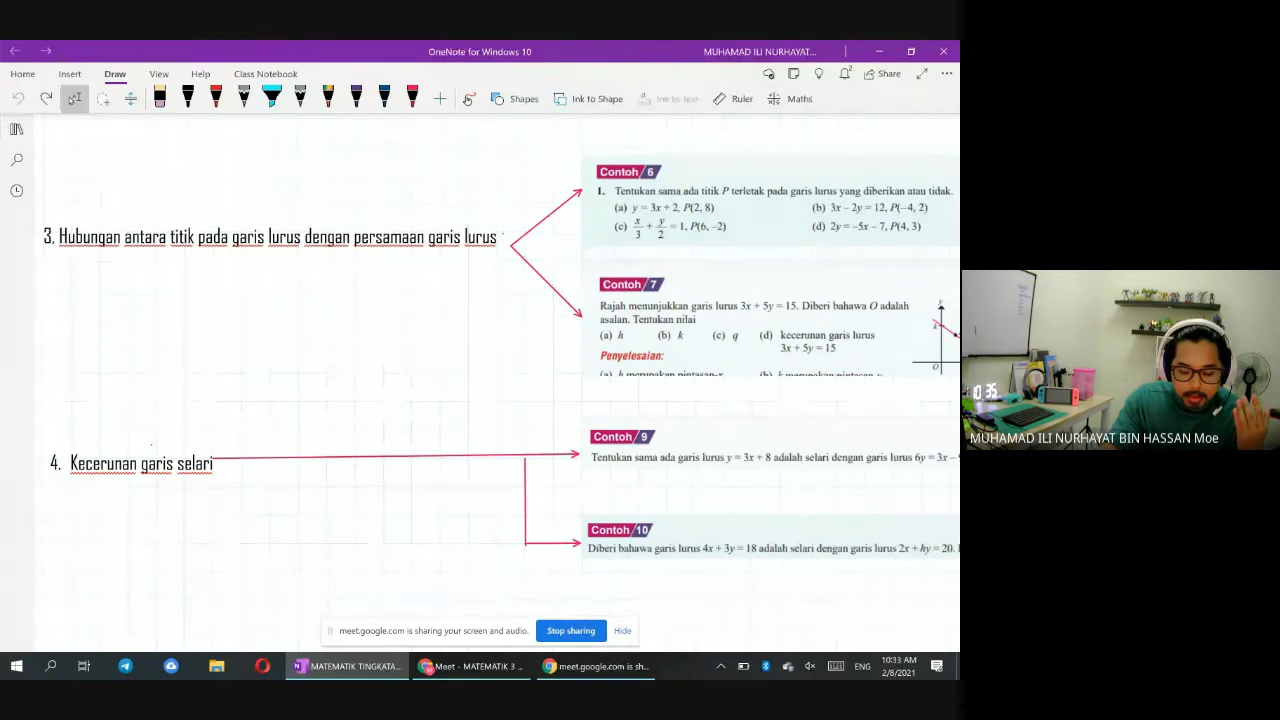 OneNote for Windows 10
MUHAMAD ILI NURHAYAT...
Home Insert Draw View Help Class Notebook
Share
Shapes Ink to Shape Ink to Text Ruler Maths
Contoh 6
1. Tentukan sama ada titik P terletak pada garis lurus yang diberikan atau tidak.
(a) y = 3x + 2, P(2, 8) (b) 3x – 2y = 12, P(–4, 2)
(c) x/3 + y/2 = 1, P(6, –2) (d) 2y = –5x – 7, P(4, 3)
3. Hubungan antara titik pada garis lurus dengan persamaan garis lurus
Contoh 7
Rajah menunjukkan garis lurus 3x + 5y = 15. Diberi bahawa O adalah
asalan. Tentukan nilai
(a) h (b) k (c) q (d) kecerunan garis lurus
3x + 5y = 15
Penyelesaian:
(a) h merupakan pintasan-x (b) k merupakan pintasan-y
y
k
O
35
MUHAMAD ILI NURHAYAT BIN HASSAN Moe
Contoh 9
4. Kecerunan garis selari
Tentukan sama ada garis lurus y = 3x + 8 adalah selari dengan garis lurus 6y = 3x –
Contoh 10
Diberi bahawa garis lurus 4x + 3y = 18 adalah selari dengan garis lurus 2x + hy = 20.
meet.google.com is sharing your screen and audio. Stop sharing Hide
MATEMATIK TINGKATA... Meet - MATEMATIK 3 ... meet.google.com is sh...
ENG
10:33 AM
2/8/2021